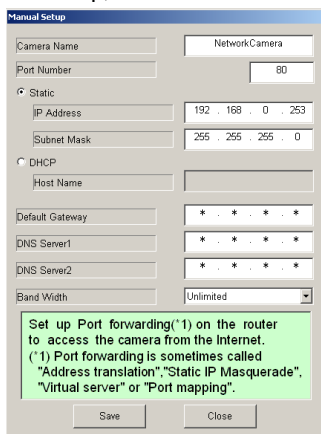 Manual Setup
Camera Name NetworkCamera
Port Number 80
Static
IP Address 192 . 168 . 0 . 253
Subnet Mask 255 . 255 . 255 . 0
DHCP
Host Name
Default Gateway * . * . * . *
DNS Server1 * . * . * . *
DNS Server2 * . * . * . *
Band Width Unlimited
Set up Port forwarding(*1) on the router
to access the camera from the Internet.
(*1) Port forwarding is sometimes called
"Address translation","Static IP Masquerade",
"Virtual server" or "Port mapping".
Save Close